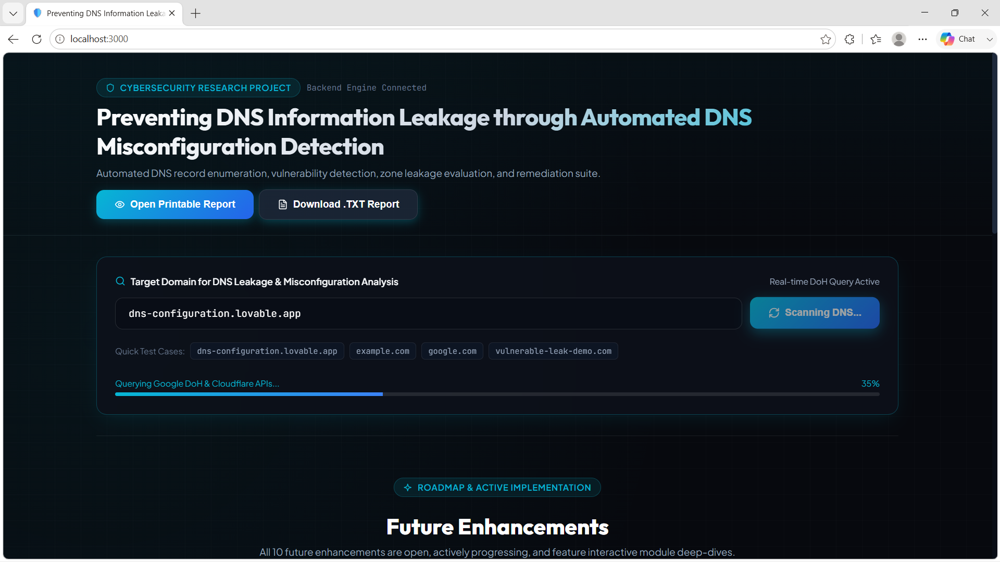 Preventing DNS Information Leaka
localhost:3000
Chat
CYBERSECURITY RESEARCH PROJECT
Backend Engine Connected
Preventing DNS Information Leakage through Automated DNS
Misconfiguration Detection
Automated DNS record enumeration, vulnerability detection, zone leakage evaluation, and remediation suite.
Open Printable Report
Download .TXT Report
Target Domain for DNS Leakage & Misconfiguration Analysis
Real-time DoH Query Active
dns-configuration.lovable.app
Scanning DNS...
Quick Test Cases:
dns-configuration.lovable.app
example.com
google.com
vulnerable-leak-demo.com
Querying Google DoH & Cloudflare APIs...
35%
ROADMAP & ACTIVE IMPLEMENTATION
Future Enhancements
All 10 future enhancements are open, actively progressing, and feature interactive module deep-dives.